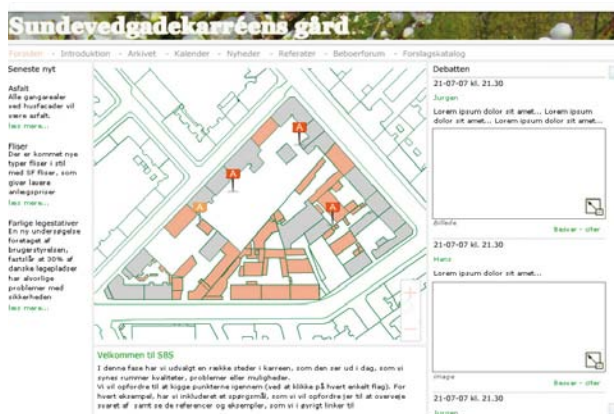 Sundevedgadekarréens gård
Forsiden - Introduktion - Arkivet - Kalender - Nyheder - Referater - Beboerforum - Forslagskatalog
Seneste nyt
Asfalt
Alle gangarealer
ved husfacader vil
være asfalt.
læs mere...
Fliser
Der er kommet nye
typer fliser i stil
med SF fliser, som
giver lavere
anlægspriser
læs mere...
Farlige legestativer
En ny undersøgelse
foretaget af
brugerstyrelsen,
fastslår at 30% af
danske legepladser
har alvorlige
problemer med
sikkerheden
læs mere...
A
A
A
A
Velkommen til SBS
I denne fase har vi udvalgt en række steder i karreen, som den ser ud i dag, som vi
synes rummer kvaliteter, problemer eller muligheder.
Vi vil opfordre til at kigge punkterne igennem (ved at klikke på hvert enkelt flag). For
hvert eksempel, har vi inkluderet et spørgsmål, som vi vil opfordre jer til at overveje
svaret af samt se de referencer og eksempler, som vi i øvrigt linker til
Debatten
21-07-07 kl. 21.30
Jurgen
Lorem ipsum dolor sit amet... Lorem ipsum
dolor sit amet... Lorem ipsum dolor sit amet...
Billede
Besvar - citer
21-07-07 kl. 21.30
Hans
Lorem ipsum dolor sit amet...
image
Besvar - citer
21-07-07 kl. 21.30
Jurgen